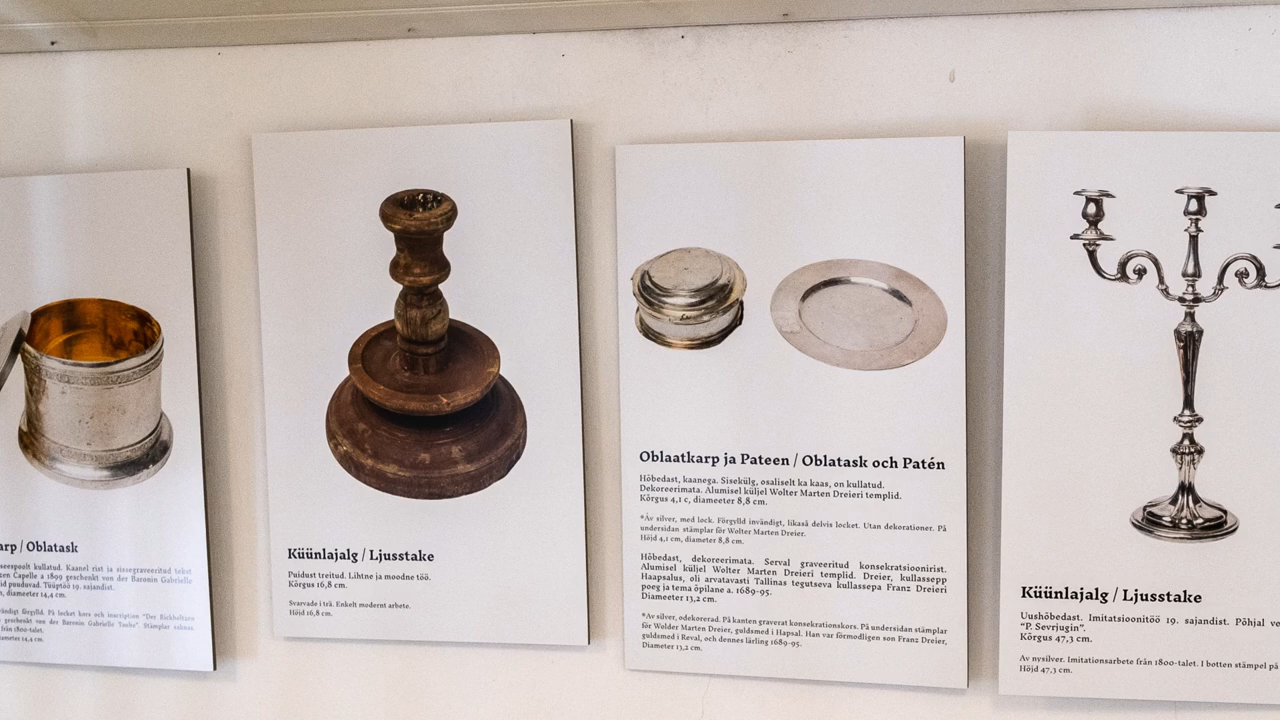 arp / Oblatask
seespoolt kullatud. Kaanel rist ja sissegraveeritud tekst
zen Capelle a 1899 geschenkt von der Baronin Gabrielle
id puuduvad. Tüüptöö 19. sajandist.
m, diameeter 14,4 cm.
vändigt förgylld. På locket kors och inscription "Der Birkholtzen
geschenkt von der Baronin Gabrielle Taube". Stämplar saknas
från 1800-talet.
diameter 14,4 cm.
Küünlajalg / Ljusstake
Puidust treitud. Lihtne ja moodne töö.
Kõrgus 16,8 cm.
Svarvade i trä. Enkelt modernt arbete.
Höjd 16,8 cm.
Oblaatkarp ja Pateen / Oblatask och Patén
Hõbedast, kaanega. Sisekülg, osaliselt ka kaas, on kullatud.
Dekoreerimata. Alumisel küljel Wolter Marten Dreieri templid.
Kõrgus 4,1 c, diameeter 8,8 cm.
*Äv silver, med lock. Förgylld invändigt, likaså delvis locket. Utan dekorationer. På
undersidan stämplar för Wolter Marten Dreier.
Höjd 4,1 cm, diameter 8,8 cm.
Hõbedast, dekoreerimata. Serval graveeritud konsekratsioonirist.
Alumisel küljel Wolter Marten Dreieri templid. Dreier, kullassepp
Haapsalus, oli arvatavasti Tallinas tegutseva kullassepa Franz Dreieri
poeg ja tema õpilane a. 1689-95.
Diameeter 13,2 cm.
*Av silver, odekorerad. På kanten graverat konsekrationskors. På undersidan stämplar
för Welder Marten Dreier, guldsmed i Hapsal. Han var förmodligen son Franz Dreier,
guldsmed i Reval, och dennes lärling 1689-95.
Diameter 13,2 cm.
Küünlajalg / Ljusstake
Uushõbedast. Imitatsioonitöö 19. sajandist. Põhjal
"P. Sevrjugin".
Kõrgus 47,3 cm.
Av nysilver. Imitationsarbete från 1800-talet. I botten stämpel på
Höjd 47,3 cm.